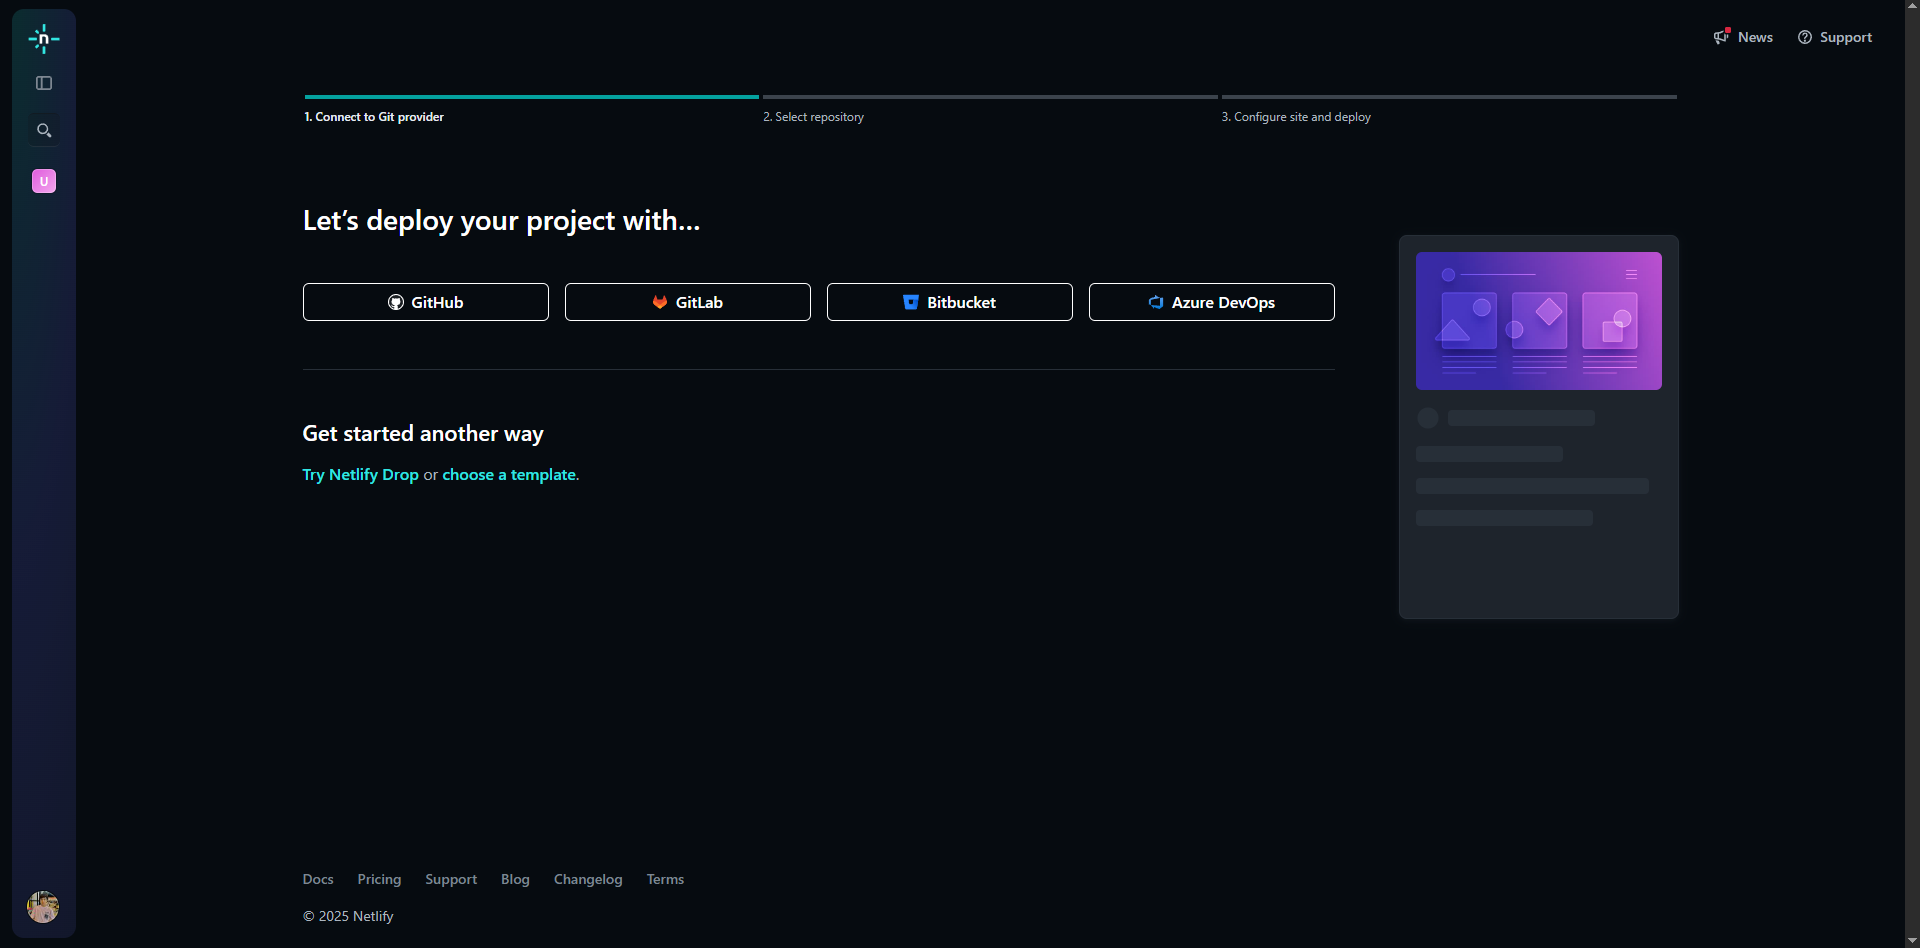 News
Support
1. Connect to Git provider
2. Select repository
3. Configure site and deploy
U
Let’s deploy your project with…
GitHub
GitLab
Bitbucket
Azure DevOps
Get started another way
Try Netlify Drop or choose a template.
Docs
Pricing
Support
Blog
Changelog
Terms
© 2025 Netlify